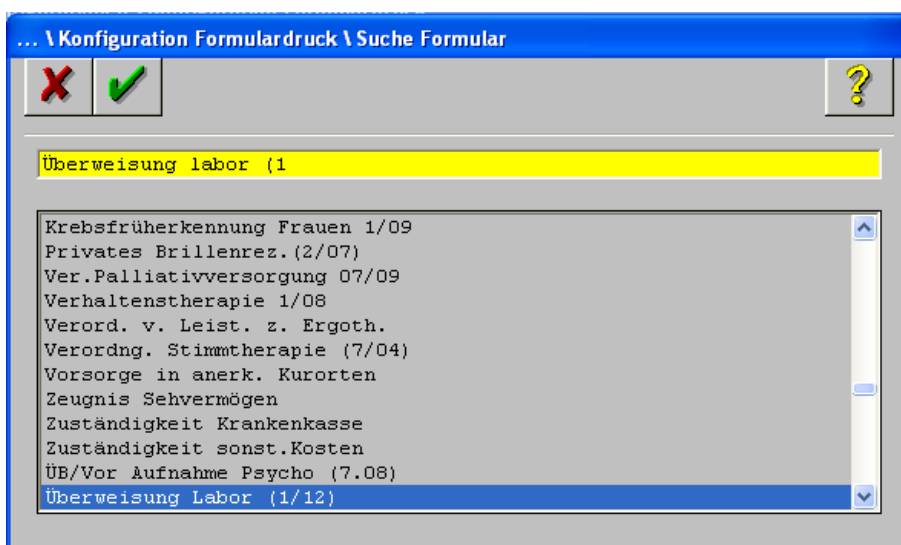 ... \ Konfiguration Formulardruck \ Suche Formular
?
Überweisung labor (1
Krebsfrüherkennung Frauen 1/09
Privates Brillenrez.(2/07)
Ver.Palliativversorgung 07/09
Verhaltenstherapie 1/08
Verord. v. Leist. z. Ergoth.
Verordng. Stimmtherapie (7/04)
Vorsorge in anerk. Kurorten
Zeugnis Sehvermögen
Zuständigkeit Krankenkasse
Zuständigkeit sonst.Kosten
ÜB/Vor Aufnahme Psycho (7.08)
Überweisung Labor (1/12)